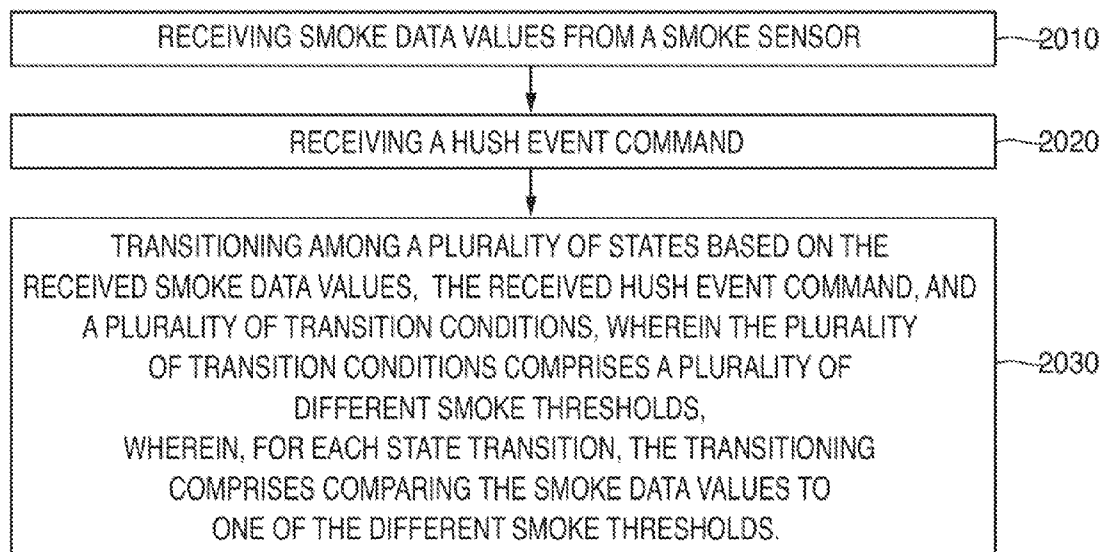 RECEIVING SMOKE DATA VALUES FROM A SMOKE SENSOR
2010
RECEIVING A HUSH EVENT COMMAND
2020
TRANSITIONING AMONG A PLURALITY OF STATES BASED ON THE
RECEIVED SMOKE DATA VALUES, THE RECEIVED HUSH EVENT COMMAND, AND
A PLURALITY OF TRANSITION CONDITIONS, WHEREIN THE PLURALITY
OF TRANSITION CONDITIONS COMPRISES A PLURALITY OF
DIFFERENT SMOKE THRESHOLDS,
WHEREIN, FOR EACH STATE TRANSITION, THE TRANSITIONING
COMPRISES COMPARING THE SMOKE DATA VALUES TO
ONE OF THE DIFFERENT SMOKE THRESHOLDS.
2030